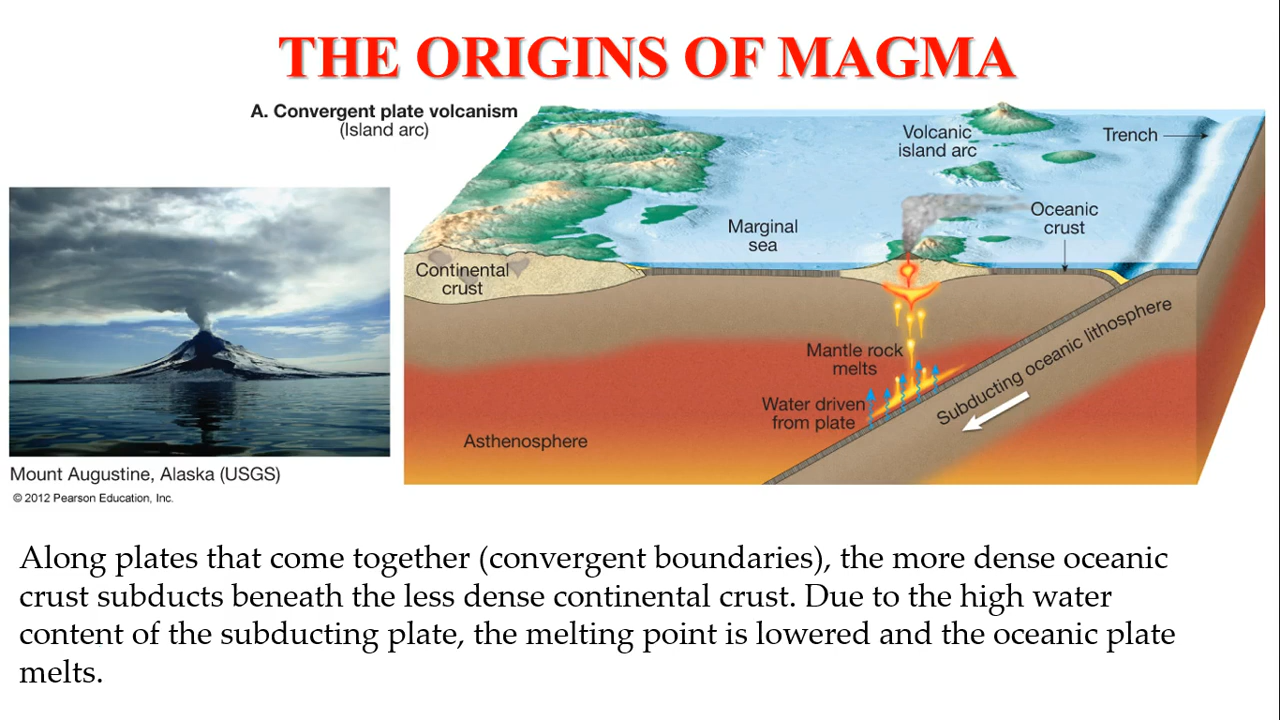 THE ORIGINS OF MAGMA
A. Convergent plate volcanism
(Island arc)
Volcanic
island arc
Trench
Oceanic
crust
Marginal
sea
Continental
crust
Mantle rock
melts
Subducting oceanic lithosphere
Water driven
from plate
Asthenosphere
Mount Augustine, Alaska (USGS)
© 2012 Pearson Education, Inc.
Along plates that come together (convergent boundaries), the more dense oceanic
crust subducts beneath the less dense continental crust. Due to the high water
content of the subducting plate, the melting point is lowered and the oceanic plate
melts.